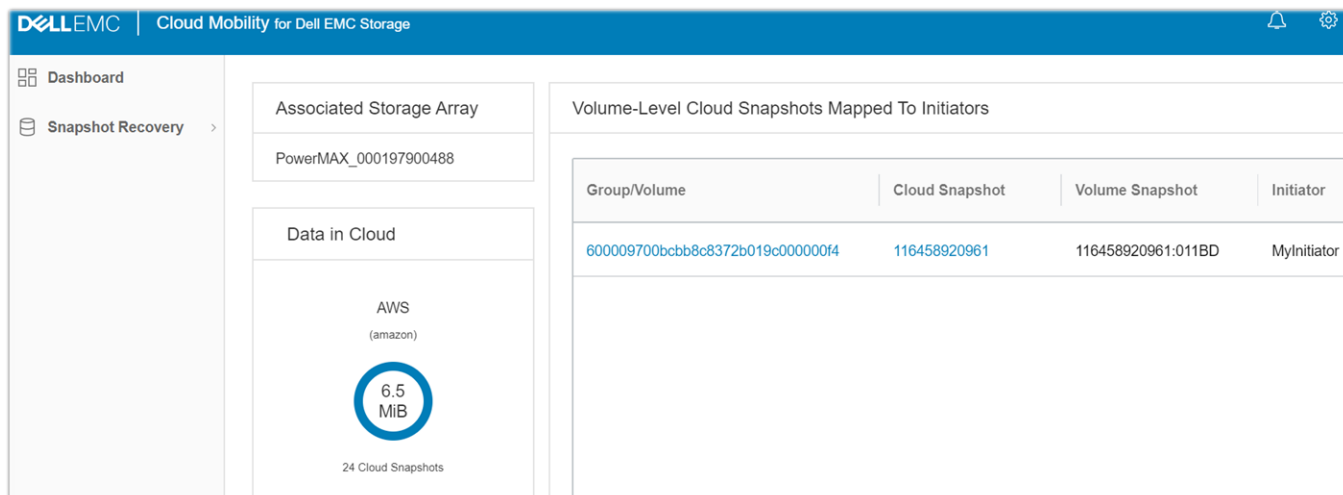 DELLEMC | Cloud Mobility for Dell EMC Storage
Dashboard
Snapshot Recovery
Associated Storage Array
PowerMAX_000197900488
Data in Cloud
AWS
(amazon)
6.5
MiB
24 Cloud Snapshots
Volume-Level Cloud Snapshots Mapped To Initiators
Group/Volume Cloud Snapshot Volume Snapshot Initiator
600009700bcbb8c8372b019c000000f4 116458920961 116458920961:011BD MyInitiator